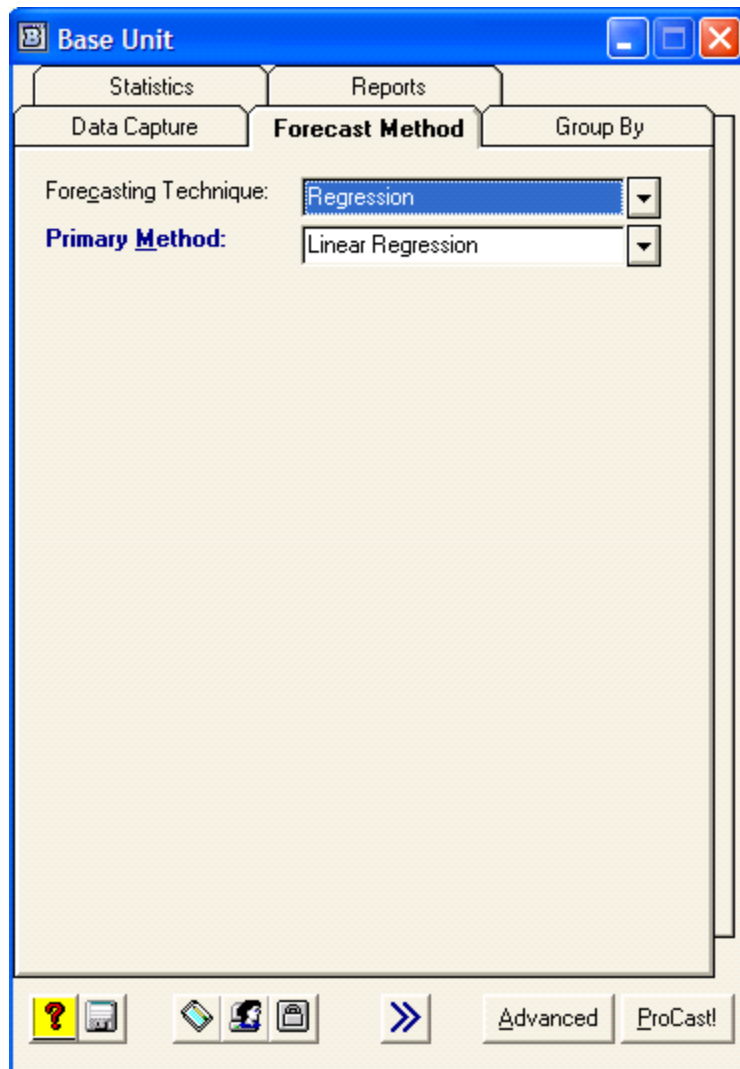 Base Unit
Statistics Reports
Data Capture Forecast Method Group By
Forecasting Technique: Regression
Primary Method: Linear Regression
? Advanced ProCast!